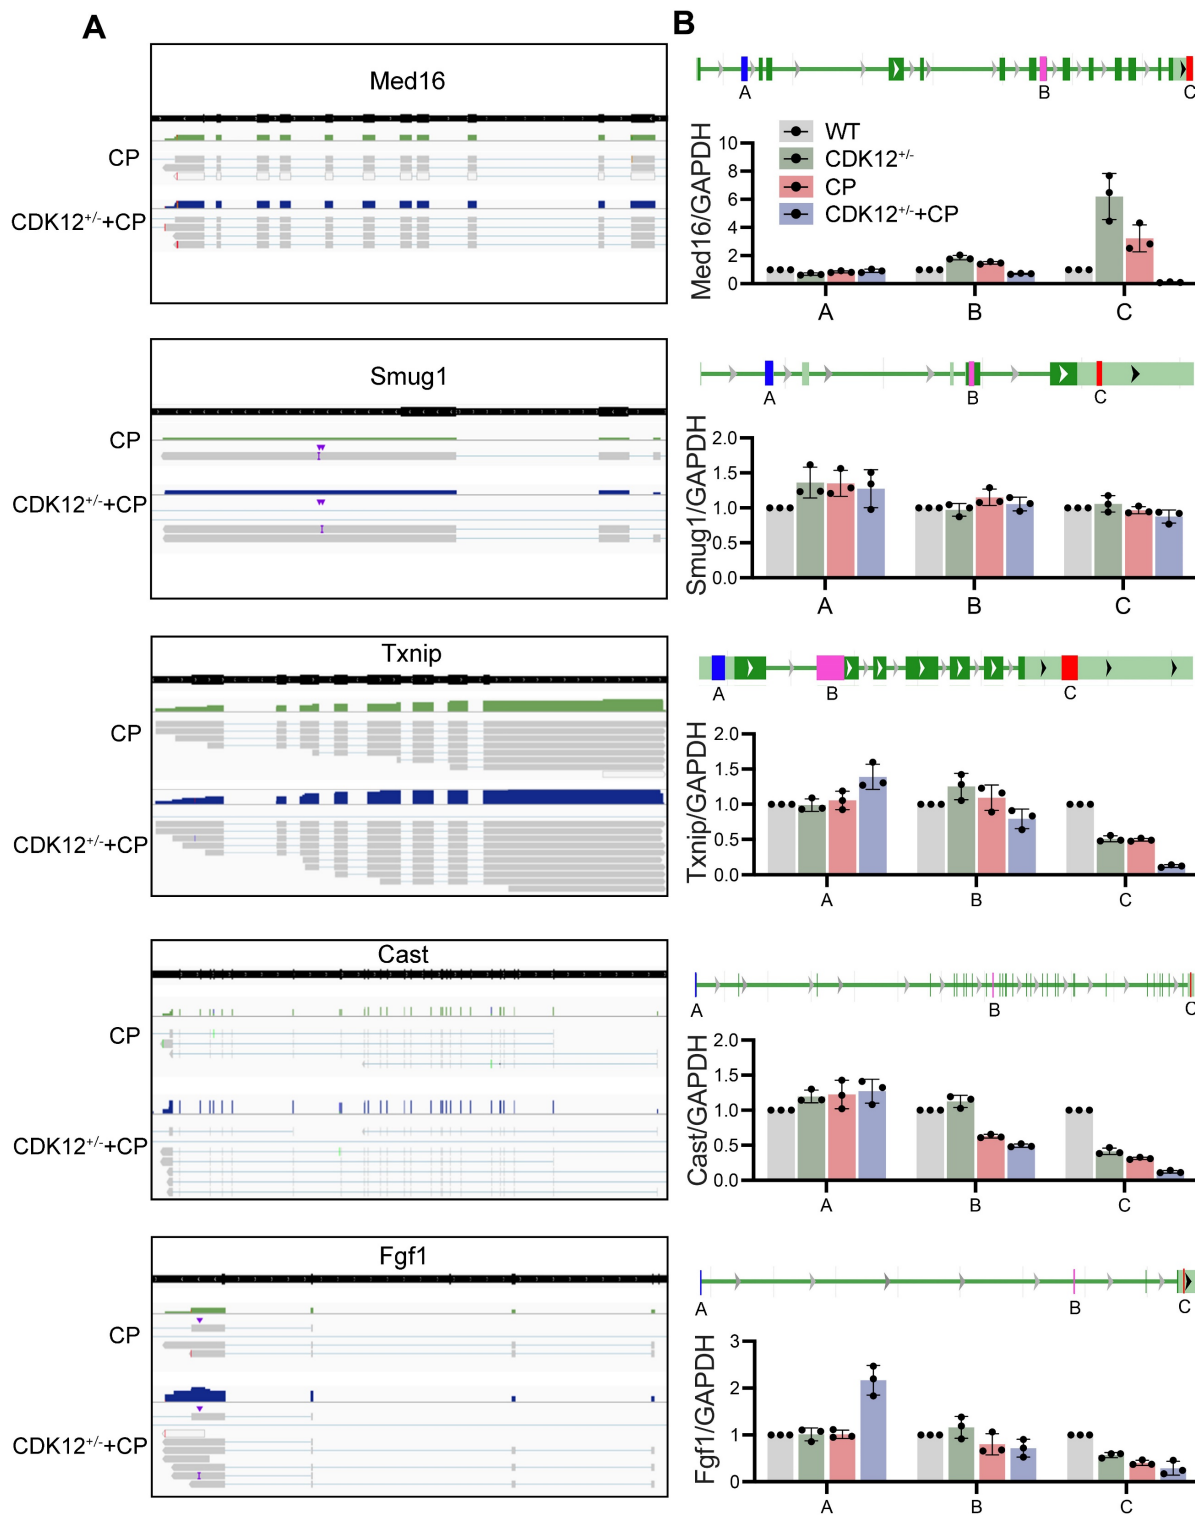 A
Med16
CP
CDK12+/-+CP
Smug1
CP
CDK12+/-+CP
Txnip
CP
CDK12+/-+CP
Cast
CP
CDK12+/-+CP
Fgf1
CP
CDK12+/-+CP
B
A B C
WT
CDK12+/-
CP
CDK12+/-+CP
Med16/GAPDH
10
8
6
4
2
0
A B C
A B C
Smug1/GAPDH
2.0
1.5
1.0
0.5
0.0
A B C
A B C
Txnip/GAPDH
2.0
1.5
1.0
0.5
0.0
A B C
A B C
Cast/GAPDH
2.0
1.5
1.0
0.5
0.0
A B C
A B C
Fgf1/GAPDH
3
2
1
0
A B C